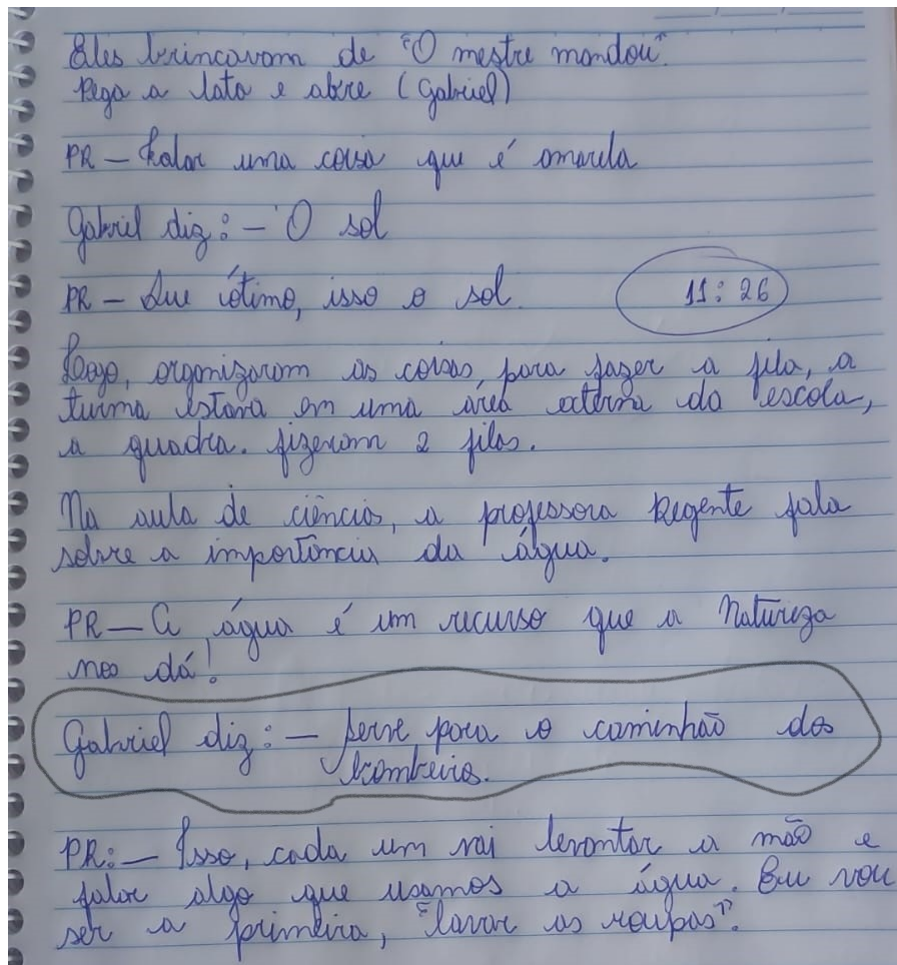 Eles brincavam de "O mestre mandou".
Pega a lata e abre (Gabriel)
PR – Falar uma coisa que é amarela
Gabriel diz: – O sol
PR – Que ótimo, isso o sol.
11:26
Logo, organizaram as coisas, para fazer a fila, a
turma estava em uma área externa da escola,
a quadra. fizeram 2 filas.
Na aula de ciências, a professora Regente fala
sobre a importância da água.
PR – A água é um recurso que a Natureza
nos dá!
Gabriel diz: – serve para o caminhão dos
bombeiros.
PR: – Isso, cada um vai levantar a mão e
falar algo que usamos a água. Eu vou
ser a primeira, "lavar as roupas".